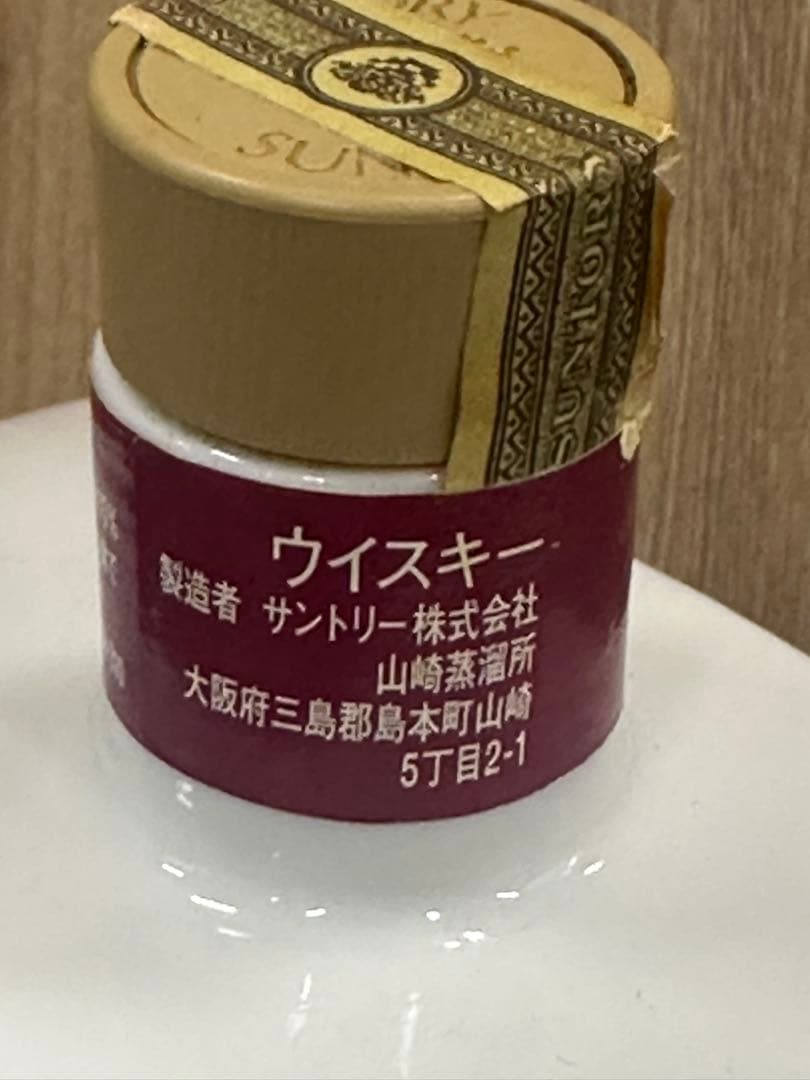 SUNTORY
ウイスキー
製造者 サントリー株式会社
山崎蒸溜所
大阪府三島郡島本町山崎
5丁目2-1